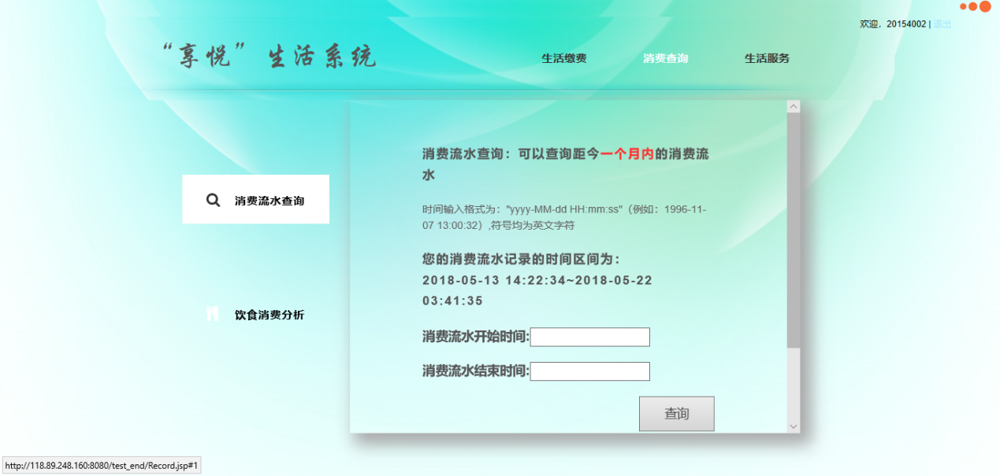 欢迎，20154002 | 退出
“享悦”生活系统
生活缴费
消费查询
生活服务
消费流水查询
饮食消费分析
消费流水查询：可以查询距今一个月内的消费流
水
时间输入格式为："yyyy-MM-dd HH:mm:ss"（例如：1996-11-
07 13:00:32）,符号均为英文字符
您的消费流水记录的时间区间为：
2018-05-13 14:22:34~2018-05-22
03:41:35
消费流水开始时间:
消费流水结束时间:
查询
http://118.89.248.160:8080/test_end/Record.jsp#1